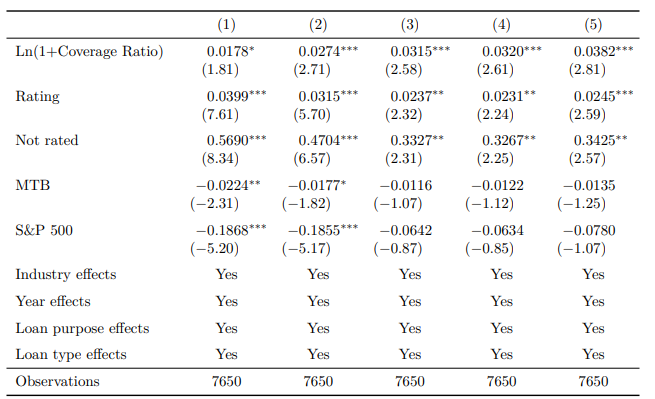 (1) (2) (3) (4) (5)
Ln(1+Coverage Ratio) 0.0178* 0.0274*** 0.0315*** 0.0320*** 0.0382***
(1.81) (2.71) (2.58) (2.61) (2.81)
Rating 0.0399*** 0.0315*** 0.0237** 0.0231** 0.0245***
(7.61) (5.70) (2.32) (2.24) (2.59)
Not rated 0.5690*** 0.4704*** 0.3327** 0.3267** 0.3425**
(8.34) (6.57) (2.31) (2.25) (2.57)
MTB −0.0224** −0.0177* −0.0116 −0.0122 −0.0135
(−2.31) (−1.82) (−1.07) (−1.12) (−1.25)
S&P 500 −0.1868*** −0.1855*** −0.0642 −0.0634 −0.0780
(−5.20) (−5.17) (−0.87) (−0.85) (−1.07)
Industry effects Yes Yes Yes Yes Yes
Year effects Yes Yes Yes Yes Yes
Loan purpose effects Yes Yes Yes Yes Yes
Loan type effects Yes Yes Yes Yes Yes
Observations 7650 7650 7650 7650 7650